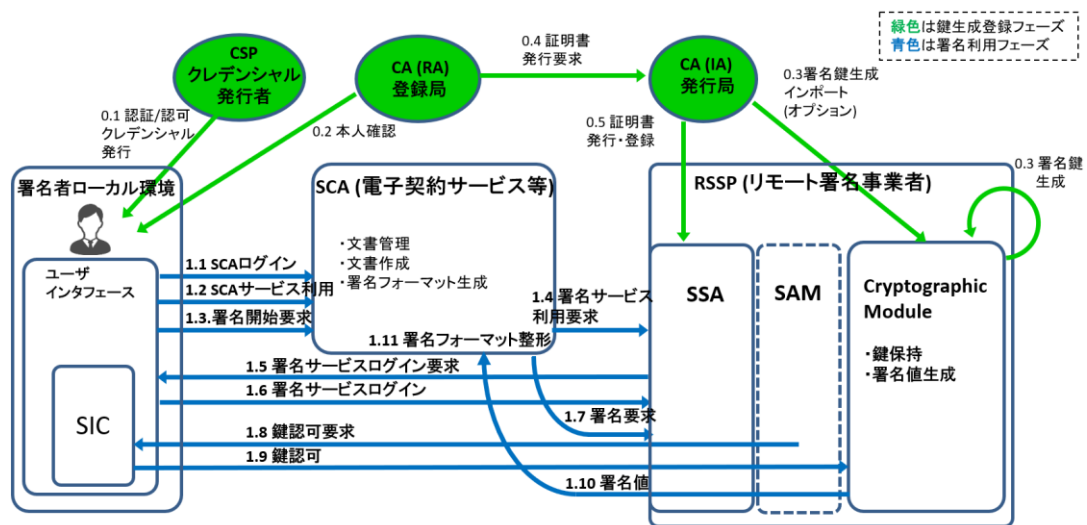 緑色は鍵生成登録フェーズ
青色は署名利用フェーズ
CSP
クレデンシャル
発行者
CA (RA)
登録局
0.4 証明書
発行要求
CA (IA)
発行局
0.3署名鍵生成
インポート
(オプション)
0.1 認証/認可
クレデンシャル
発行
0.2 本人確認
0.5 証明書
発行・登録
0.3 署名鍵
生成
署名者ローカル環境
SCA (電子契約サービス等)
RSSP (リモート署名事業者)
・文書管理
・文書作成
・署名フォーマット生成
ユーザ
インタフェース
1.1 SCAログイン
1.2 SCAサービス利用
1.3.署名開始要求
1.4 署名サービス
利用要求
SSA
SAM
Cryptographic
Module
・鍵保持
・署名値生成
1.11 署名フォーマット整形
1.5 署名サービスログイン要求
1.6 署名サービスログイン
1.7 署名要求
SIC
1.8 鍵認可要求
1.9 鍵認可
1.10 署名値